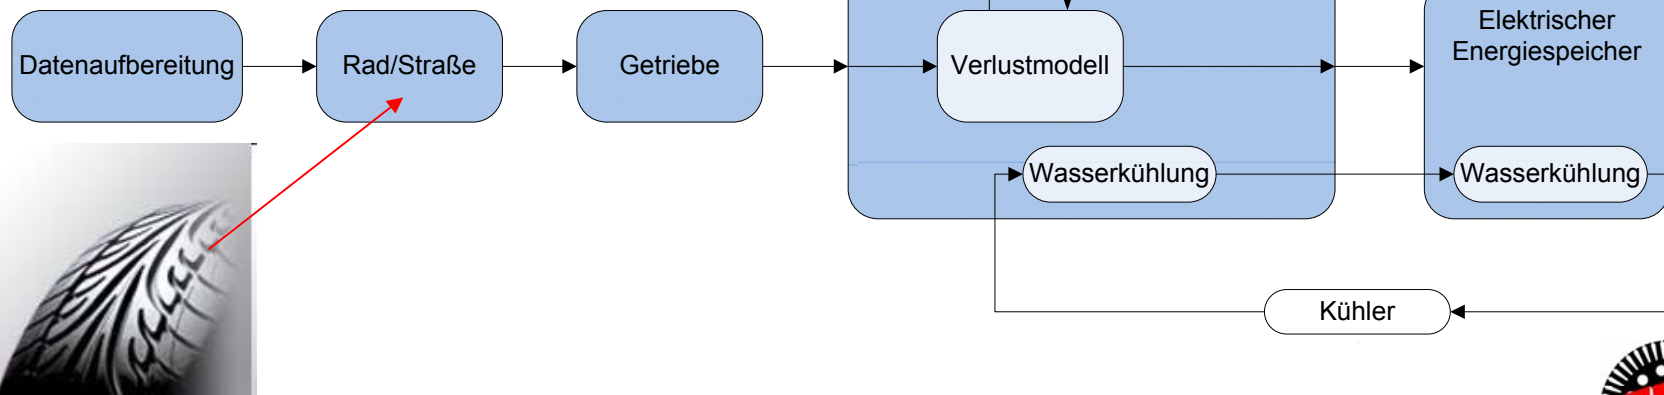 Datenaufbereitung
Rad/Straße
Getriebe
Verlustmodell
Elektrischer
Energiespeicher
Wasserkühlung
Wasserkühlung
Kühler